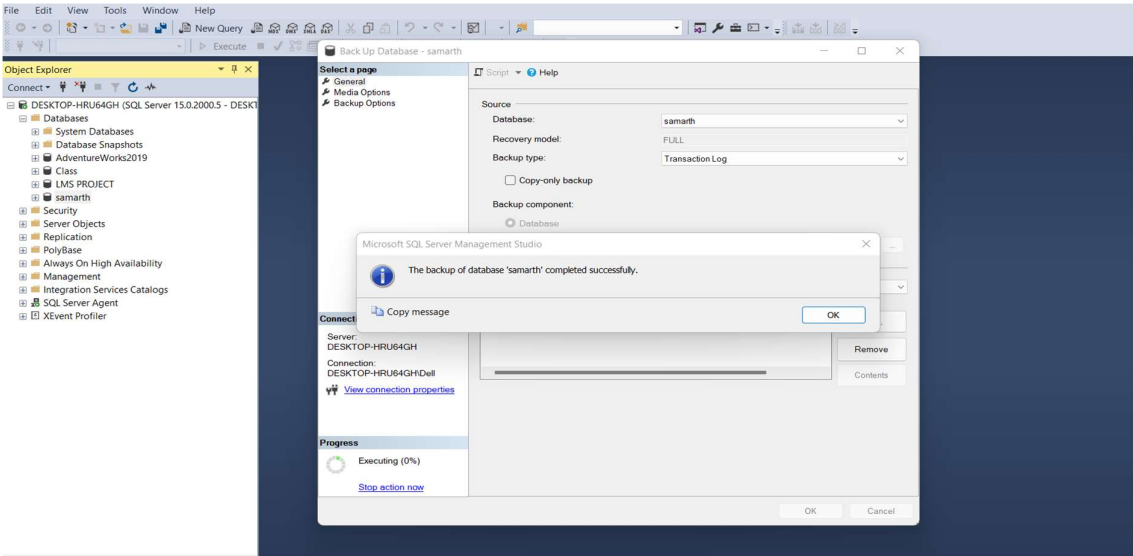 File Edit View Tools Window Help
New Query MDX DMX XMLA DAX
Execute
Object Explorer
Connect
DESKTOP-HRU64GH (SQL Server 15.0.2000.5 - DESKT
Databases
System Databases
Database Snapshots
AdventureWorks2019
Class
LMS PROJECT
samarth
Security
Server Objects
Replication
PolyBase
Always On High Availability
Management
Integration Services Catalogs
SQL Server Agent
XEvent Profiler
Back Up Database - samarth
Select a page
General
Media Options
Backup Options
Script Help
Source
Database: samarth
Recovery model: FULL
Backup type: Transaction Log
Copy-only backup
Backup component:
Database
Microsoft SQL Server Management Studio
The backup of database 'samarth' completed successfully.
Copy message OK
Connect
Server:
DESKTOP-HRU64GH
Connection:
DESKTOP-HRU64GH\Dell
View connection properties
Remove
Contents
Progress
Executing (0%)
Stop action now
OK Cancel